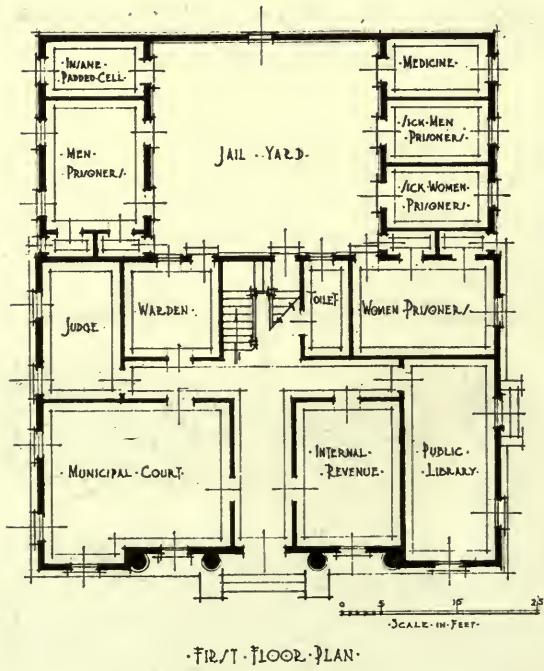 ·INSANE·
·PADDED·CELL·
·MEDICINE·
·MEN·
·PRISONERS·
·JAIL·YARD·
·SICK·MEN
PRISONERS·
·SICK·WOMEN
·PRISONERS·
·JUDGE·
·WARDEN·
TOILET
WOMEN·PRISONERS·
·MUNICIPAL·COURT·
·INTERNAL·
·REVENUE·
·PUBLIC·
·LIBRARY·
0 5 15 25
·SCALE·IN·FEET·
·FIRST·FLOOR·PLAN·